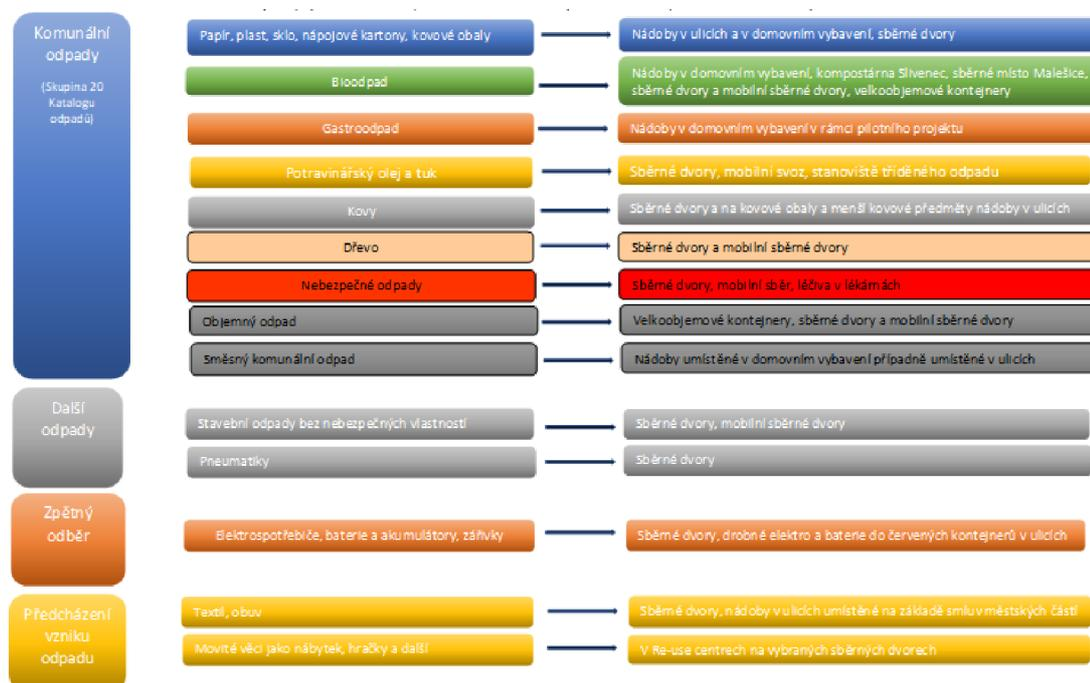 Komunální
odpady
(Skupina 20
Katalogu
odpadů)
Papír, plast, sklo, nápojové kartony, kovové obaly
Nádoby v ulicích a v domovním vybavení, sběrné dvory
Bioodpad
Nádoby v domovním vybavení, kompostárna Slivenec, sběrné místo Malešice,
sběrné dvory a mobilní sběrné dvory, velkoobjemové kontejnery
Gastroodpad
Nádoby v domovním vybavení v rámci pilotního projektu
Potravinářský olej a tuk
Sběrné dvory, mobilní svoz, stanoviště tříděného odpadu
Kovy
Sběrné dvory a na kovové obaly a menší kovové předměty nádoby v ulicích
Dřevo
Sběrné dvory a mobilní sběrné dvory
Nebezpečné odpady
Sběrné dvory, mobilní sběr, léčiva v lékárnách
Objemný odpad
Velkoobjemové kontejnery, sběrné dvory a mobilní sběrné dvory
Směsný komunální odpad
Nádoby umístěné v domovním vybavení případně umístěné v ulicích
Další
odpady
Stavební odpady bez nebezpečných vlastností
Sběrné dvory, mobilní sběrné dvory
Pneumatiky
Sběrné dvory
Zpětný
odběr
Elektrospotřebiče, baterie a akumulátory, zářivky
Sběrné dvory, drobné elektro a baterie do červených kontejnerů v ulicích
Předcházení
vzniku
odpadu
Textil, obuv
Sběrné dvory, nádoby v ulicích umístěné na základě smluv městských částí
Movité věci jako nábytek, hračky a další
V Re-use centrech na vybraných sběrných dvorech